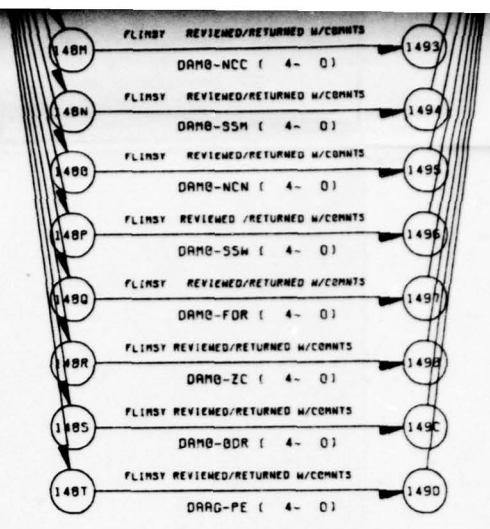 148M FLIMSY REVIEWED/RETURNED W/COMNTS 1493
DAMO-NCC ( 4- 0)
148N FLIMSY REVIEWED/RETURNED W/COMNTS 1494
DAMO-SSM ( 4- 0)
148O FLIMSY REVIEWED/RETURNED W/COMNTS 1495
DAMO-NCN ( 4- 0)
148P FLIMSY REVIEWED /RETURNED W/COMNTS 1496
DAMO-SSW ( 4- 0)
148Q FLIMSY REVIEWED/RETURNED W/COMNTS 1497
DAMO-FDR ( 4- 0)
148R FLIMSY REVIEWED/RETURNED W/COMNTS 1498
DAMO-ZC ( 4- 0)
148S FLIMSY REVIEWED/RETURNED W/COMNTS 149C
DAMO-ODR ( 4- 0)
148T FLIMSY REVIEWED/RETURNED W/COMNTS 149D
DAAG-PE ( 4- 0)